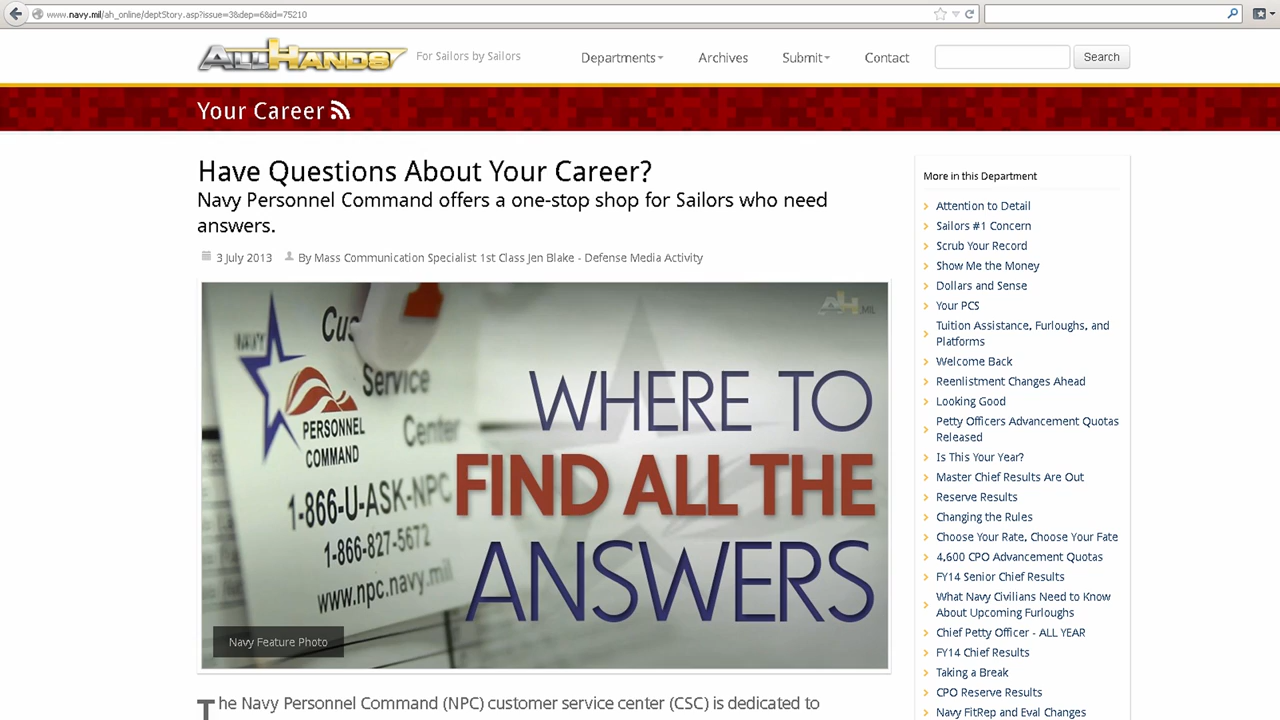 www.navy.mil/ah_online/deptStory.asp?issue=3&dep=6&id=75210
ALL HANDS
For Sailors by Sailors
Departments
Archives
Submit
Contact
Search
Your Career
Have Questions About Your Career?
Navy Personnel Command offers a one-stop shop for Sailors who need
answers.
3 July 2013
By Mass Communication Specialist 1st Class Jen Blake - Defense Media Activity
AH.MIL
NAVY
PERSONNEL
COMMAND
Cus
Service
Center
1-866-U-ASK-NPC
1-866-827-5672
www.npc.navy.mil
WHERE TO
FIND ALL THE
ANSWERS
Navy Feature Photo
The Navy Personnel Command (NPC) customer service center (CSC) is dedicated to
More in this Department
Attention to Detail
Sailors #1 Concern
Scrub Your Record
Show Me the Money
Dollars and Sense
Your PCS
Tuition Assistance, Furloughs, and
Platforms
Welcome Back
Reenlistment Changes Ahead
Looking Good
Petty Officers Advancement Quotas
Released
Is This Your Year?
Master Chief Results Are Out
Reserve Results
Changing the Rules
Choose Your Rate, Choose Your Fate
4,600 CPO Advancement Quotas
FY14 Senior Chief Results
What Navy Civilians Need to Know
About Upcoming Furloughs
Chief Petty Officer - ALL YEAR
FY14 Chief Results
Taking a Break
CPO Reserve Results
Navy FitRep and Eval Changes